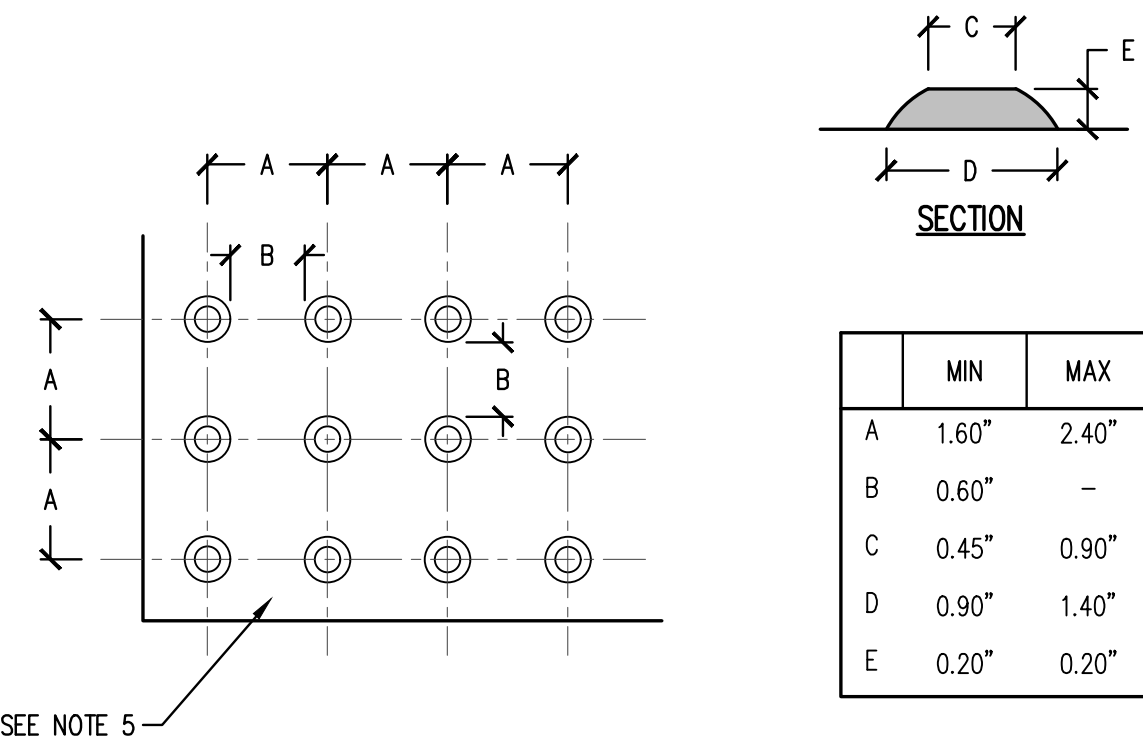 C
E
D
SECTION
A A A
B
A
B
A
SEE NOTE 5
MIN MAX
A 1.60” 2.40”
B 0.60” –
C 0.45” 0.90”
D 0.90” 1.40”
E 0.20” 0.20”